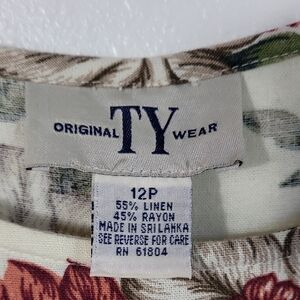 ORIGINAL TY WEAR
12P
55% LINEN
45% RAYON
MADE IN SRI LANKA
SEE REVERSE FOR CARE
RN 61804